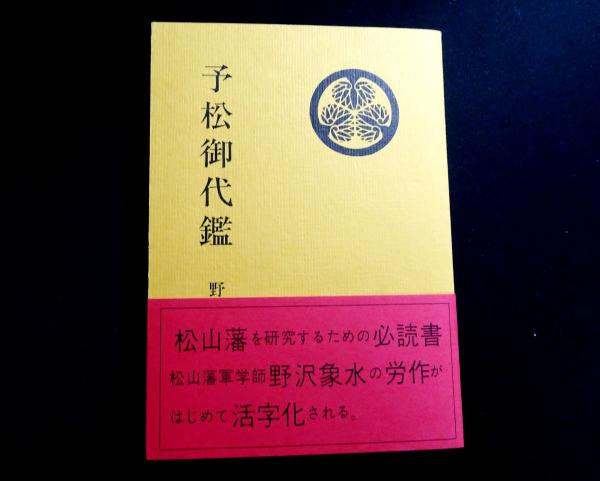 予松御代鑑
野
松山藩を研究するための必読書
松山藩軍学師野沢象水の労作が
はじめて活字化される。